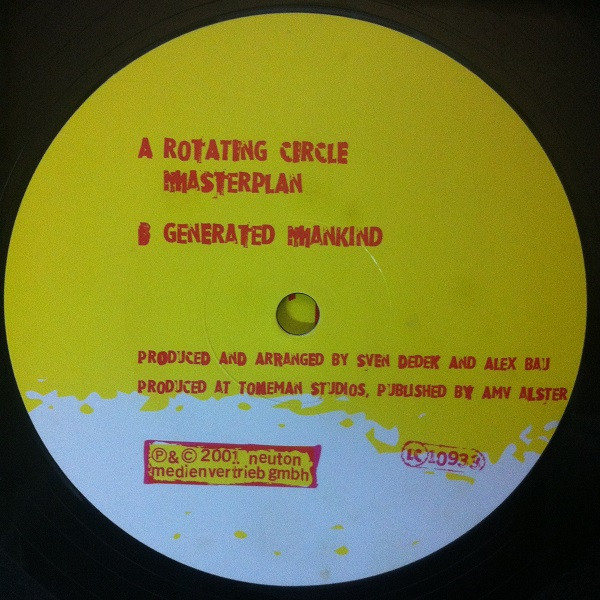 A ROTATING CIRCLE
MASTERPLAN
B GENERATED MANKIND
PRODUCED AND ARRANGED BY SVEN DEDEK AND ALEX BAU
PRODUCED AT TONEMAN STUDIOS, PUBLISHED BY AMV ALSTER
℗ & © 2001 neuton
medienvertrieb gmbh
LC 10933